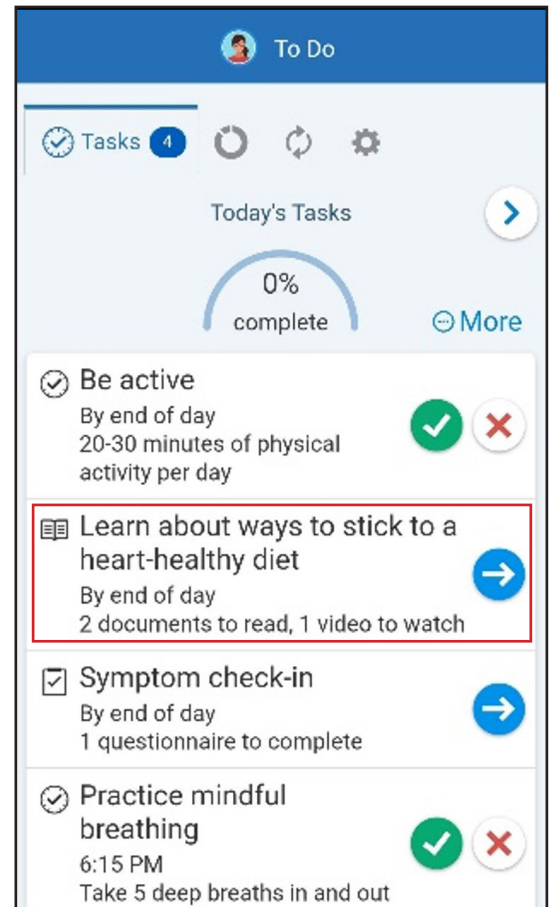 To Do
Tasks 4
Today's Tasks
0%
complete
More
Be active
By end of day
20-30 minutes of physical
activity per day
Learn about ways to stick to a
heart-healthy diet
By end of day
2 documents to read, 1 video to watch
Symptom check-in
By end of day
1 questionnaire to complete
Practice mindful
breathing
6:15 PM
Take 5 deep breaths in and out